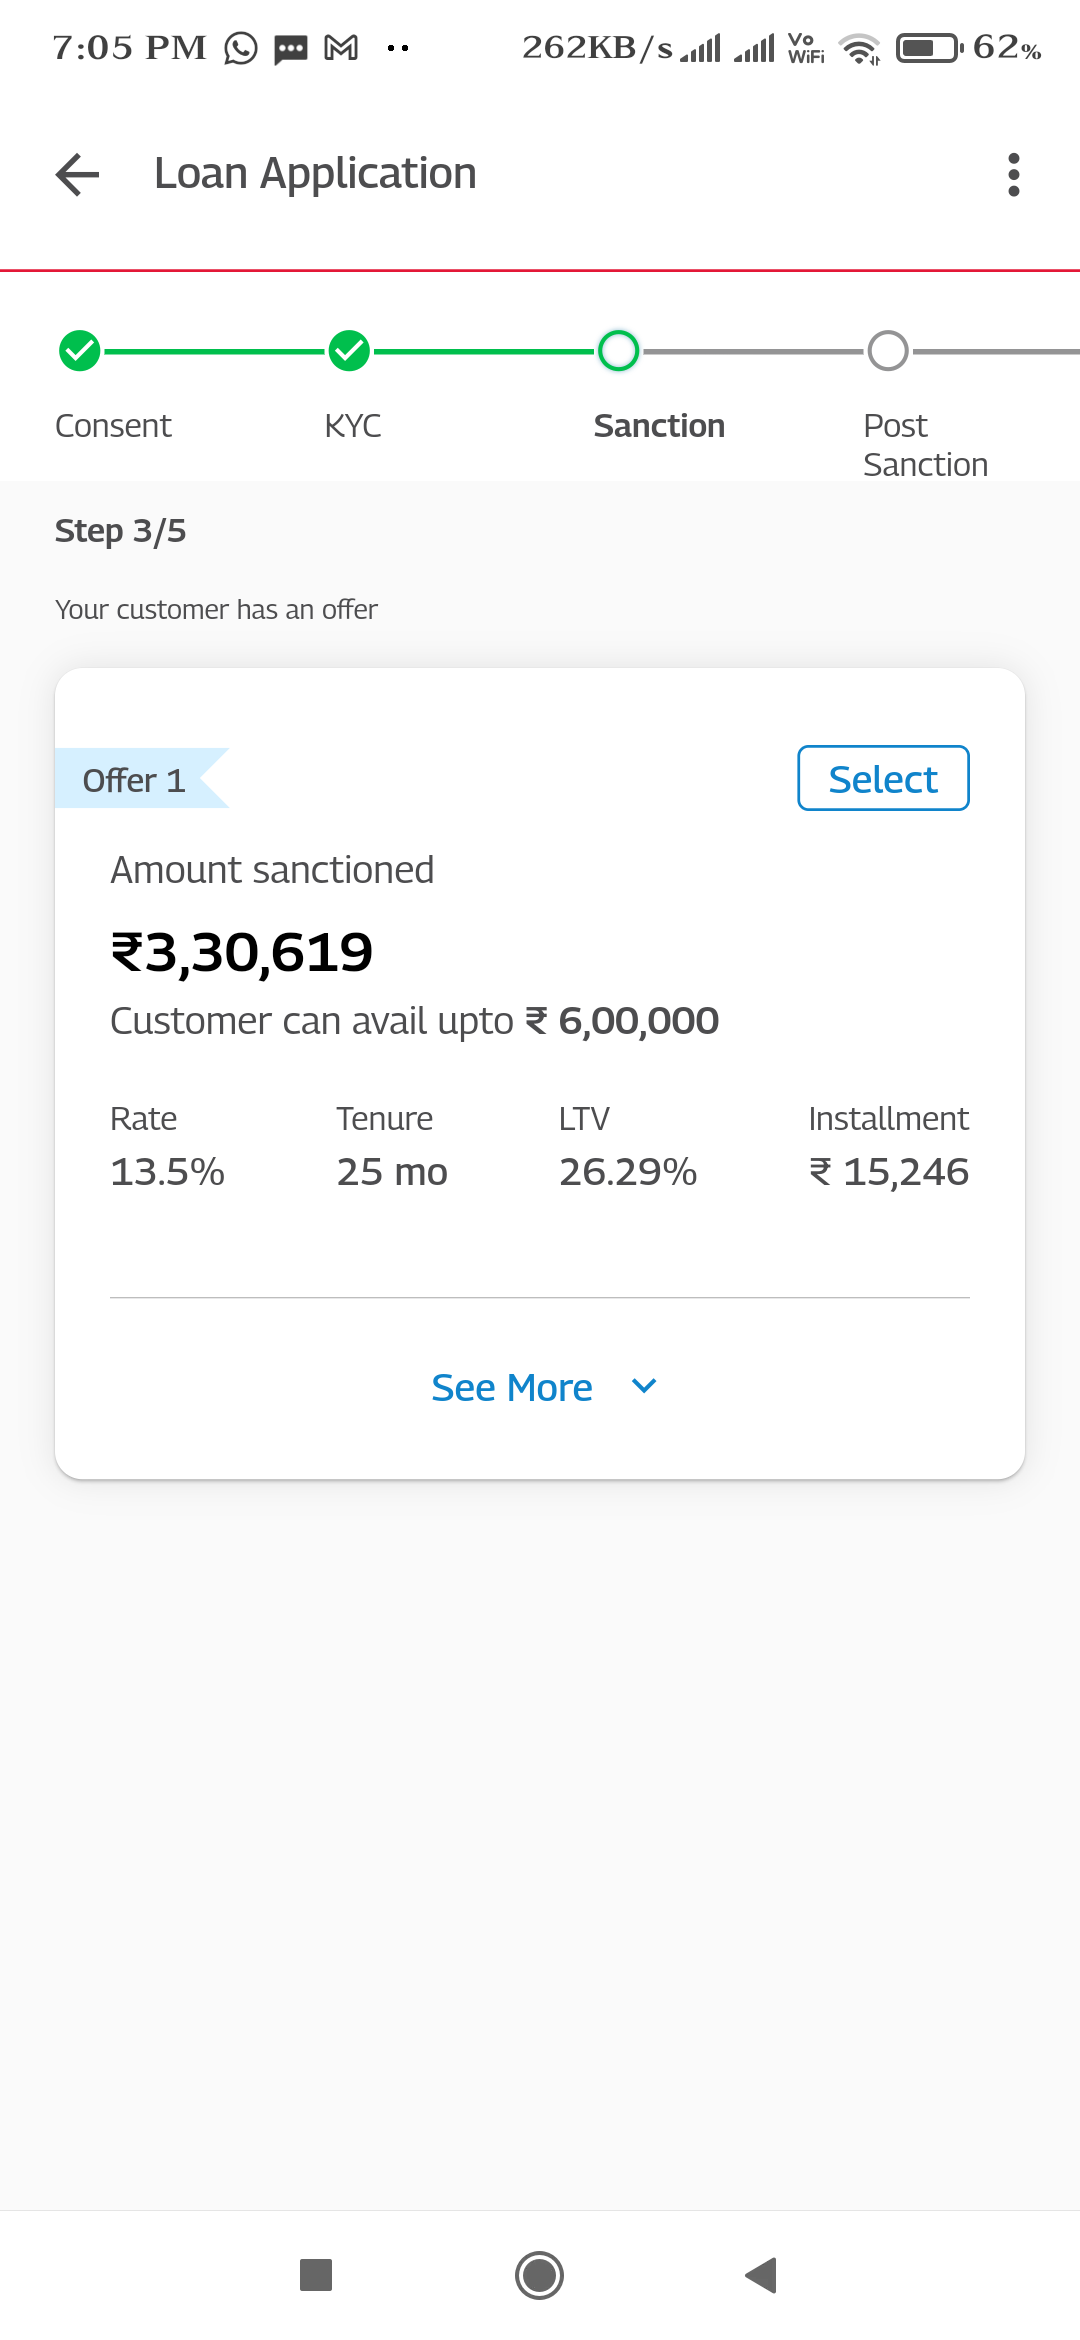 7:05 PM 262KB/s Vo WiFi 62%
Loan Application
Consent KYC Sanction Post Sanction
Step 3/5
Your customer has an offer
Offer 1 Select
Amount sanctioned
₹3,30,619
Customer can avail upto ₹ 6,00,000
Rate Tenure LTV Installment
13.5% 25 mo 26.29% ₹ 15,246
See More